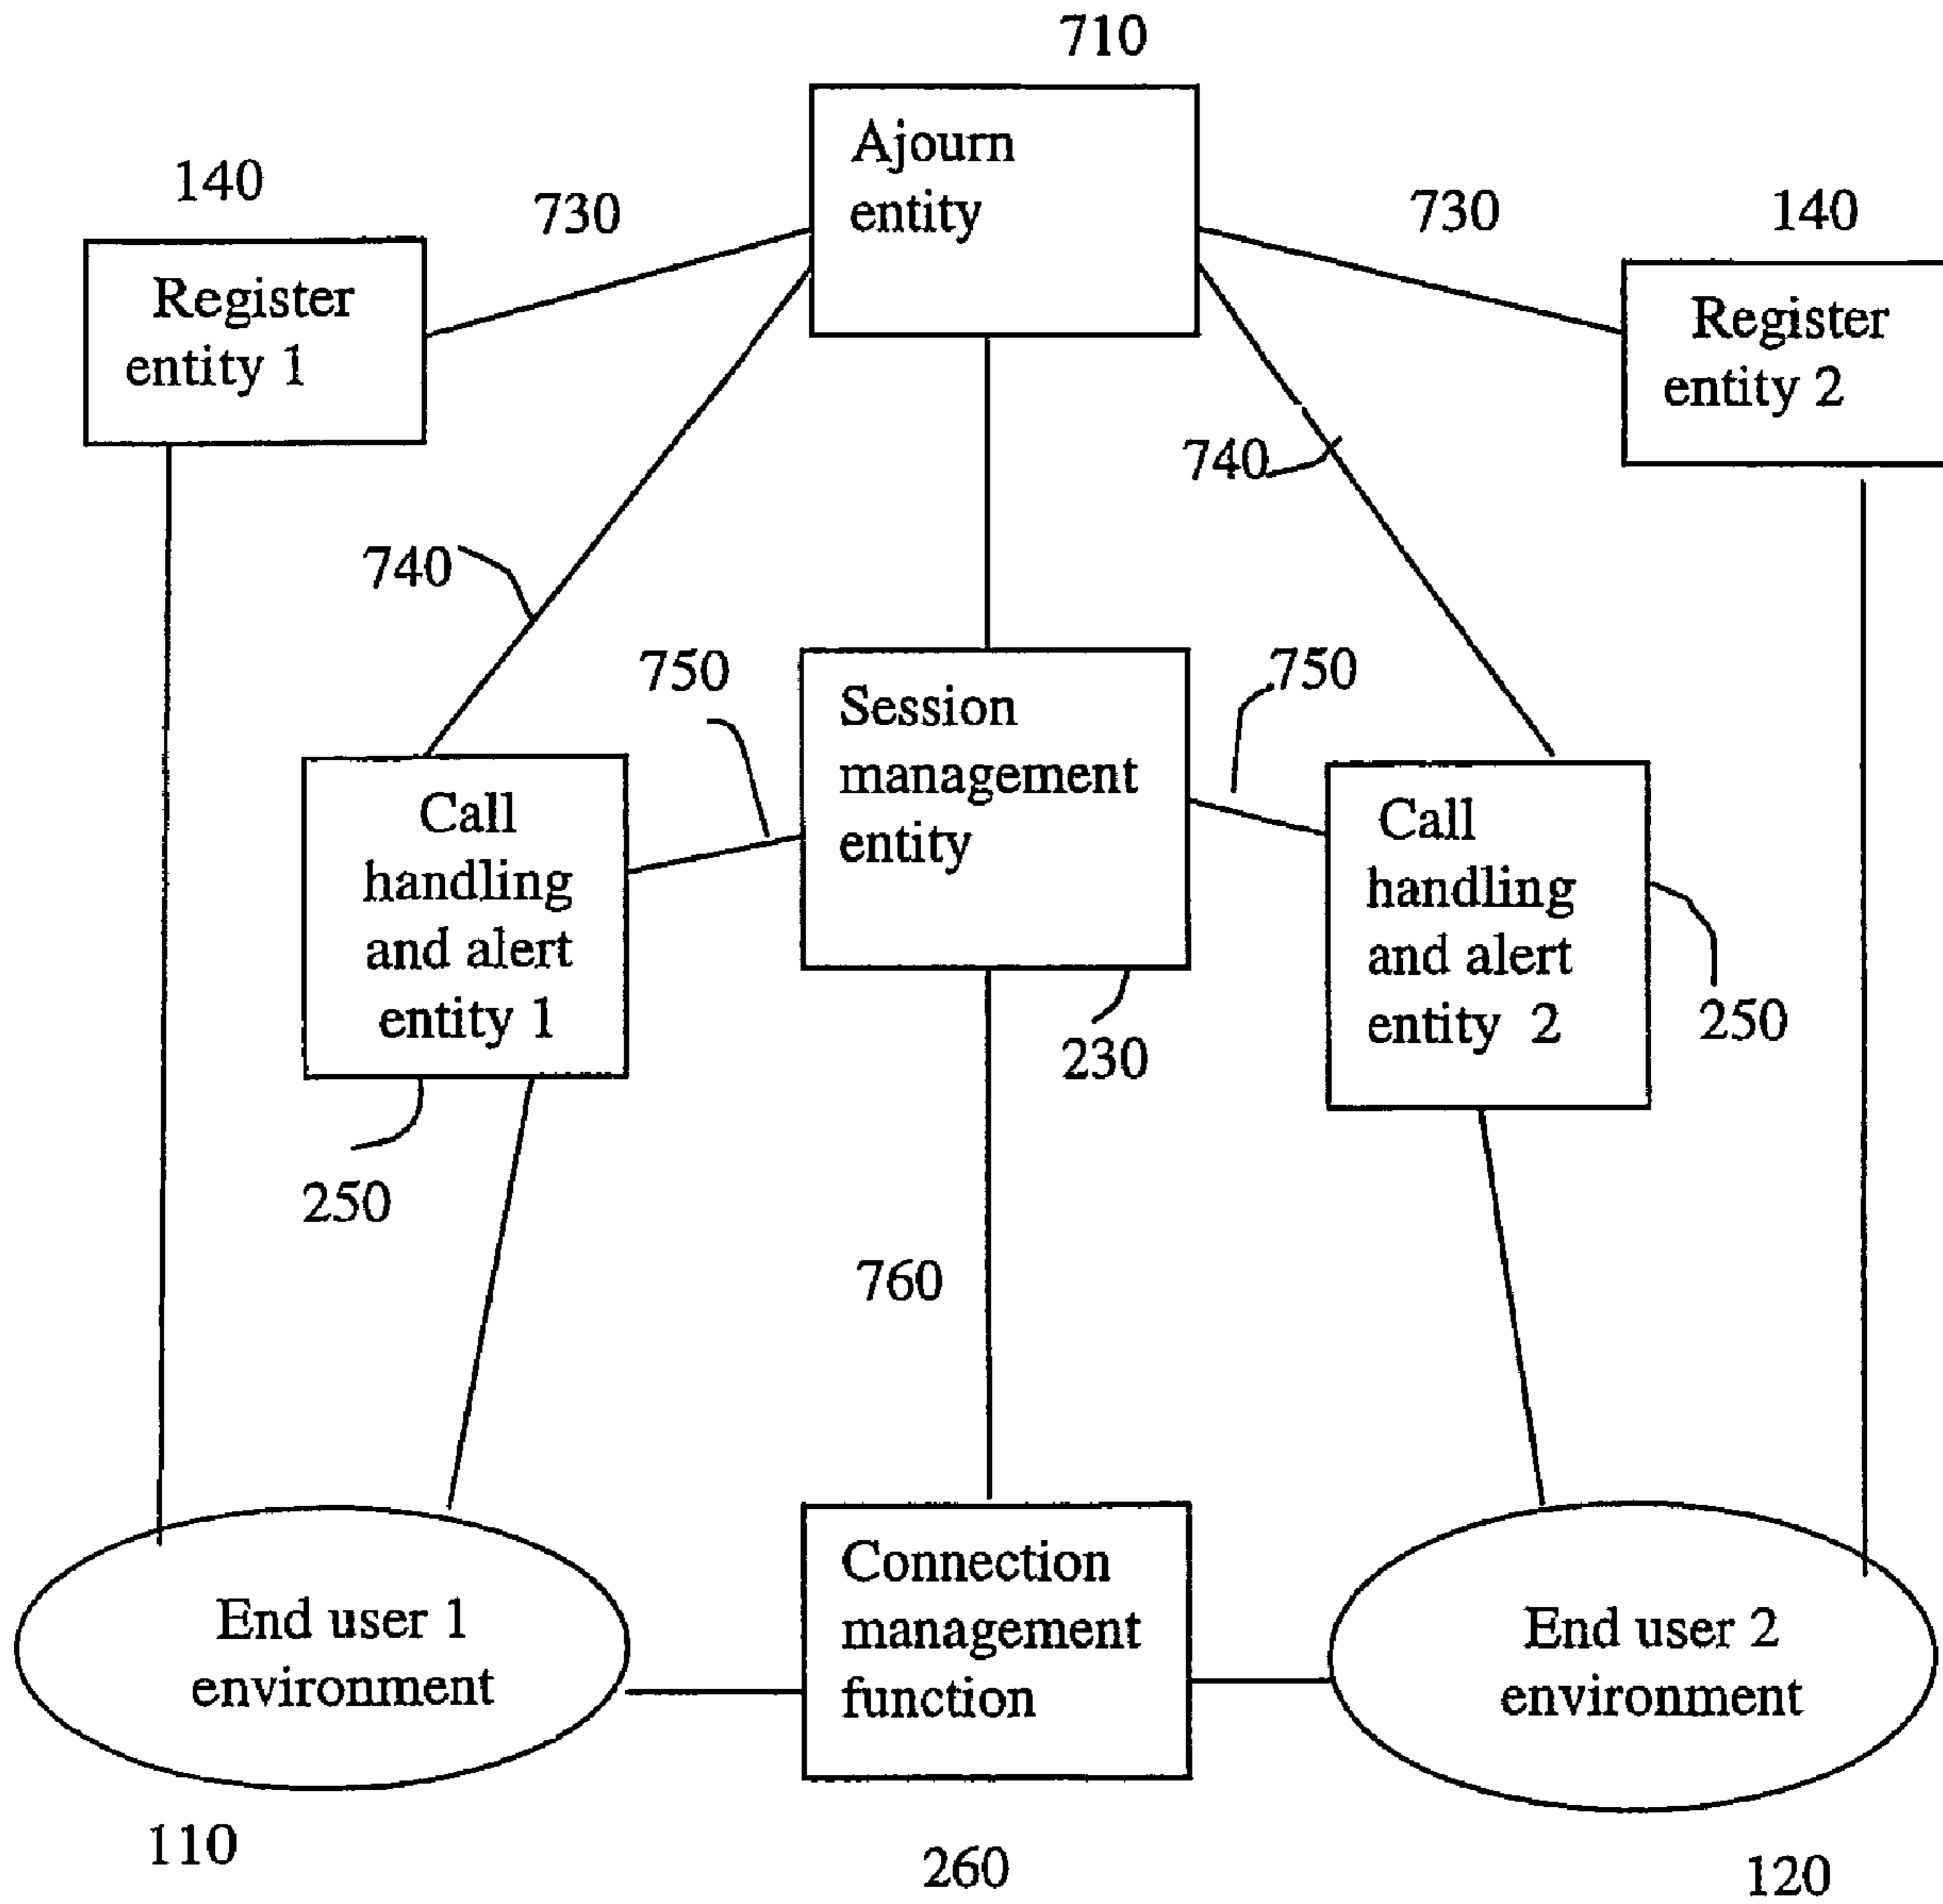 710
Ajourn
entity
140
730
730
140
Register
entity 1
Register
entity 2
740
740
750
750
Session
management
entity
Call
handling
and alert
entity 1
Call
handling
and alert
entity 2
250
230
250
760
Connection
management
function
End user 1
environment
End user 2
environment
110
260
120